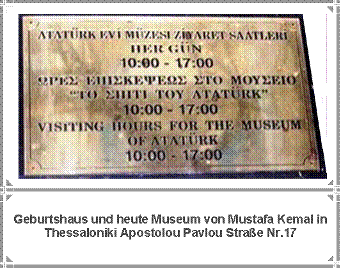 ATATÜRK EVİ MÜZESİ ZİYARET SAATLERİ
HER GÜN
10:00 - 17:00
ΩΡΕΣ ΕΠΙΣΚΕΨΕΩΣ ΣΤΟ ΜΟΥΣΕΙΟ
"ΤΟ ΣΠΙΤΙ ΤΟΥ ΑΤΑΤÜRΚ"
10:00 - 17:00
VISITING HOURS FOR THE MUSEUM
OF ATATÜRK
10:00 - 17:00
Geburtshaus und heute Museum von Mustafa Kemal in
Thessaloniki Apostolou Pavlou Straße Nr.17